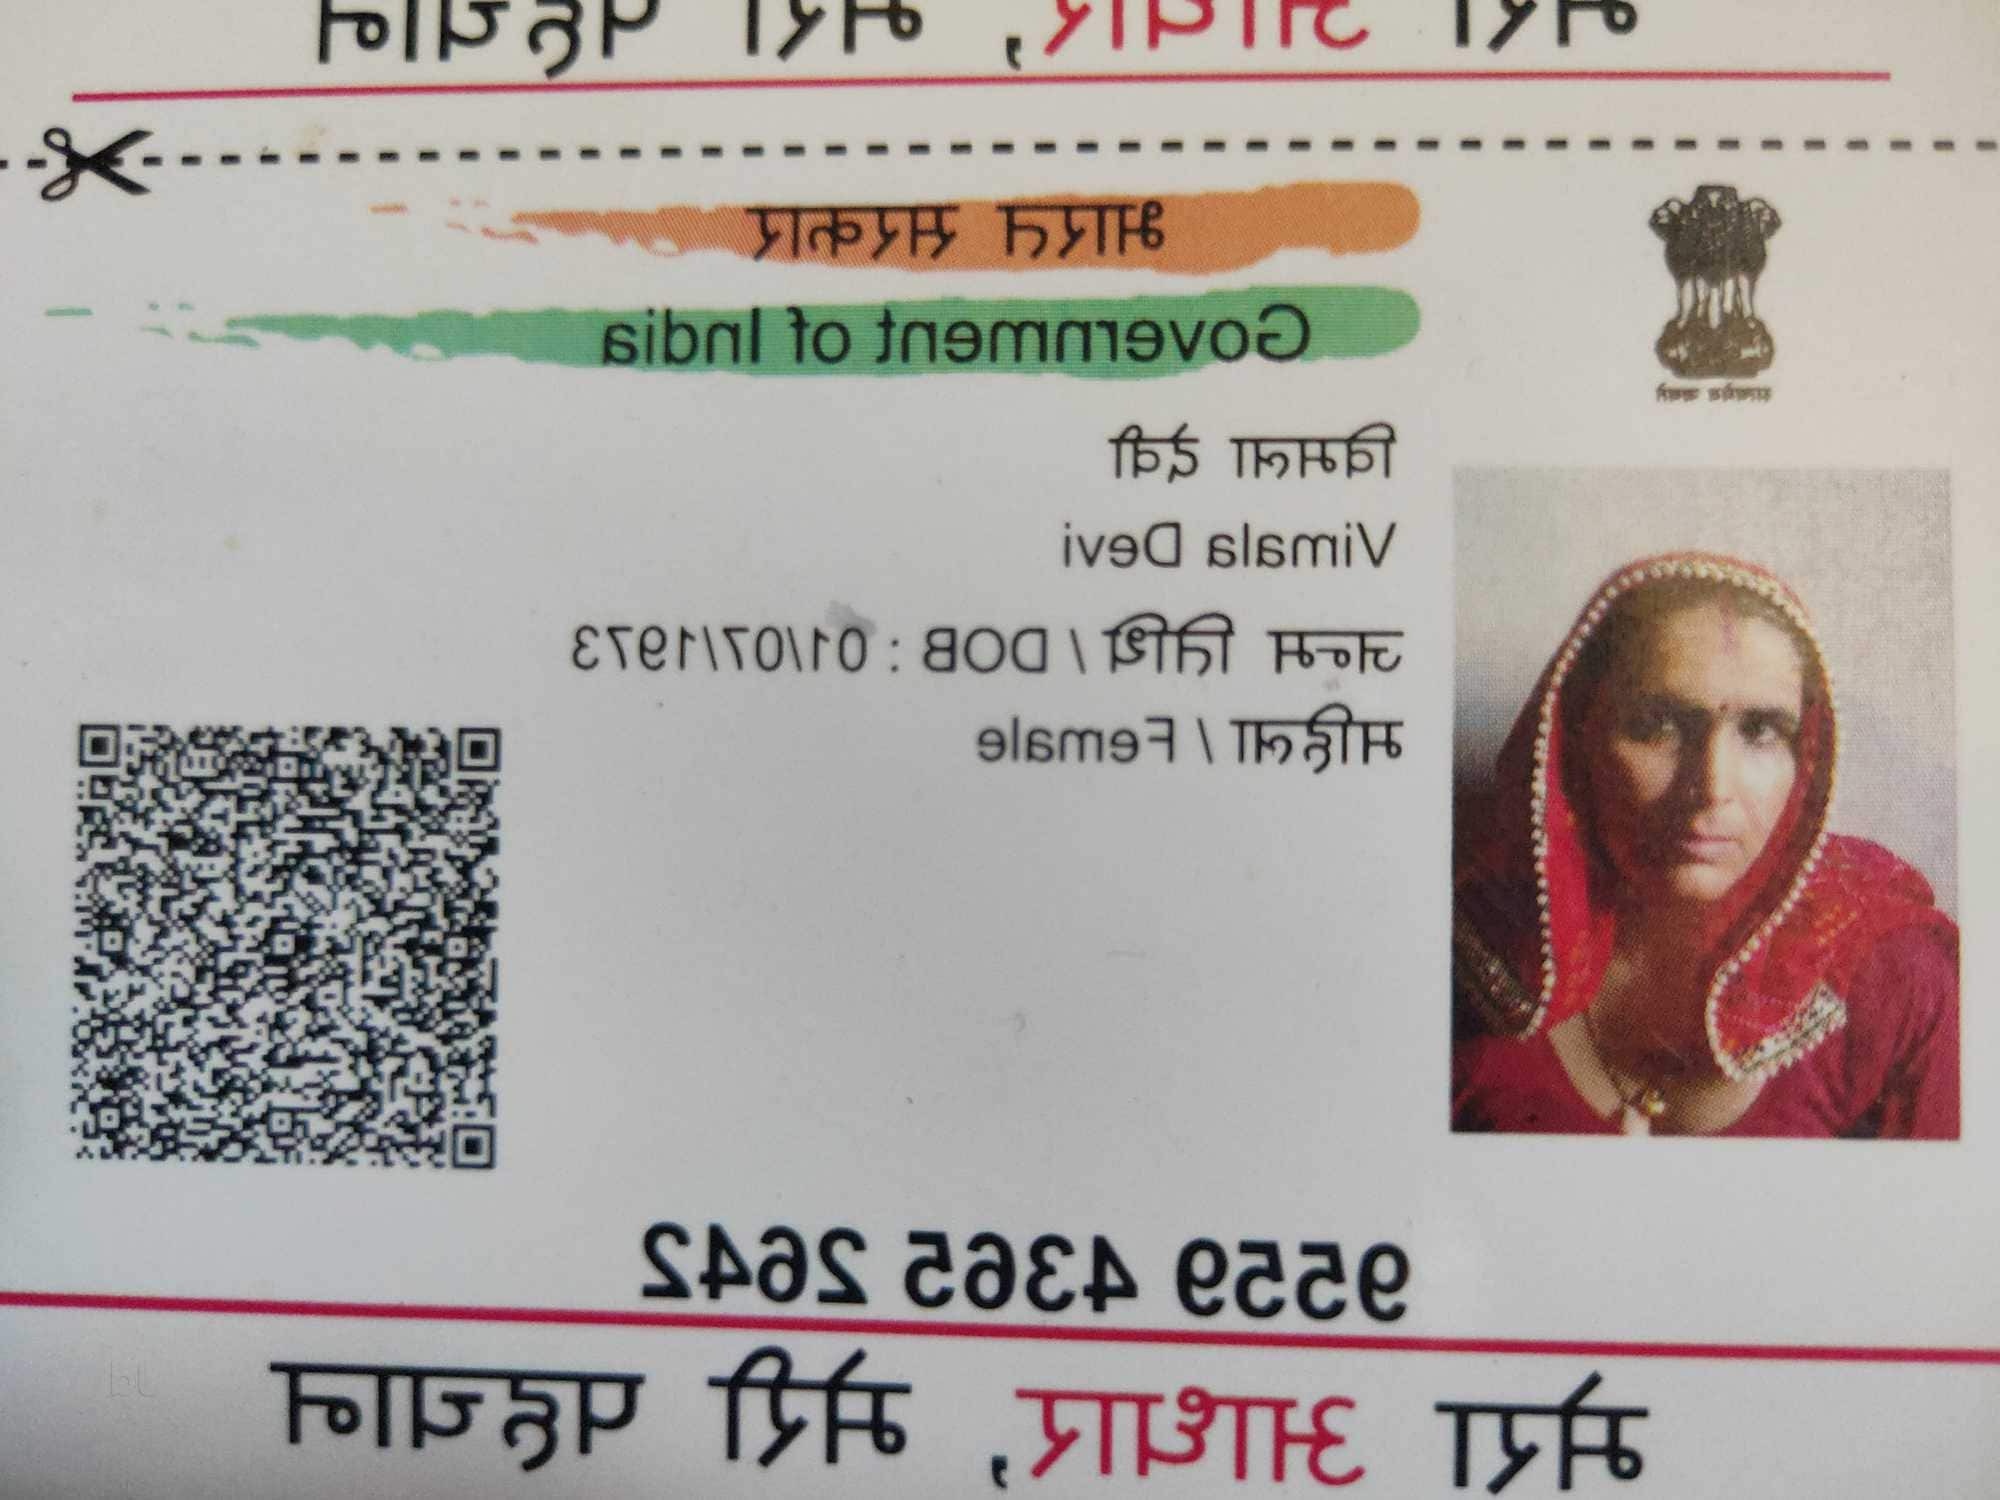 मेरा आधार, मेरी पहचान
भारत सरकार
Government of India
सत्यमेव जयते
विमला देवी
Vimala Devi
जन्म तिथि / DOB : 01/07/1973
महिला / Female
9559 4365 2642
मेरा आधार, मेरी पहचान